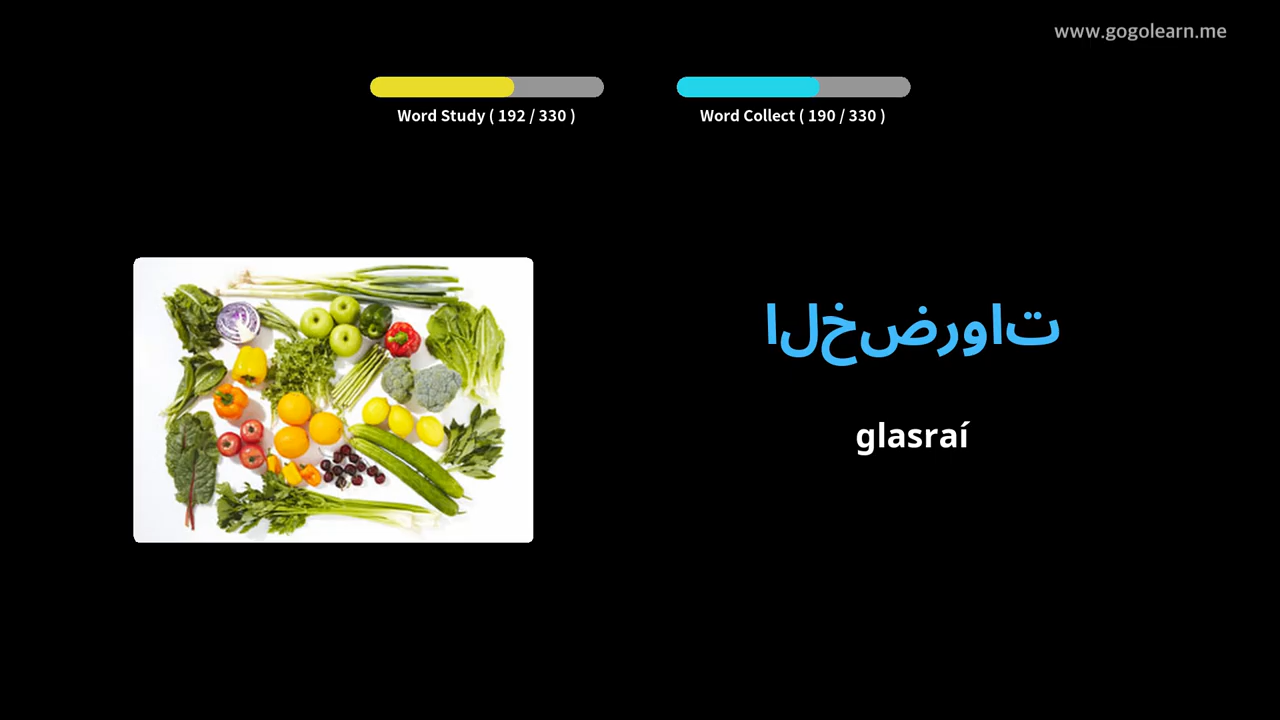 www.gogolearn.me
Word Study ( 192 / 330 )
Word Collect ( 190 / 330 )
الخضروات
glasraí